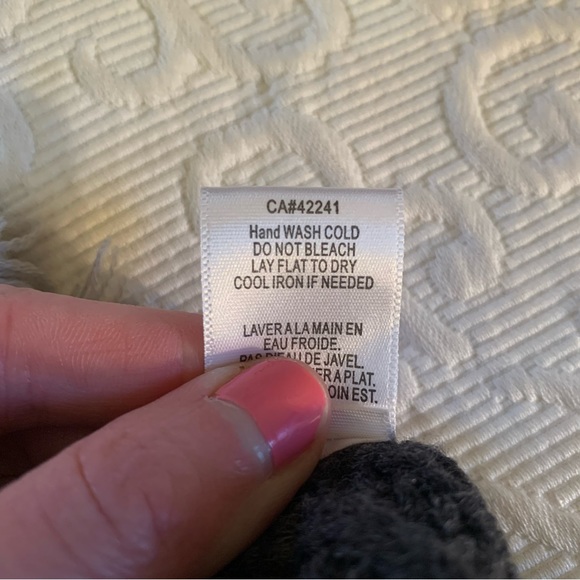 CA#42241
Hand WASH COLD
DO NOT BLEACH
LAY FLAT TO DRY
COOL IRON IF NEEDED
LAVER A LA MAIN EN
EAU FROIDE.
PAS D'EAU DE JAVEL.
A PLAT.
OIN EST.